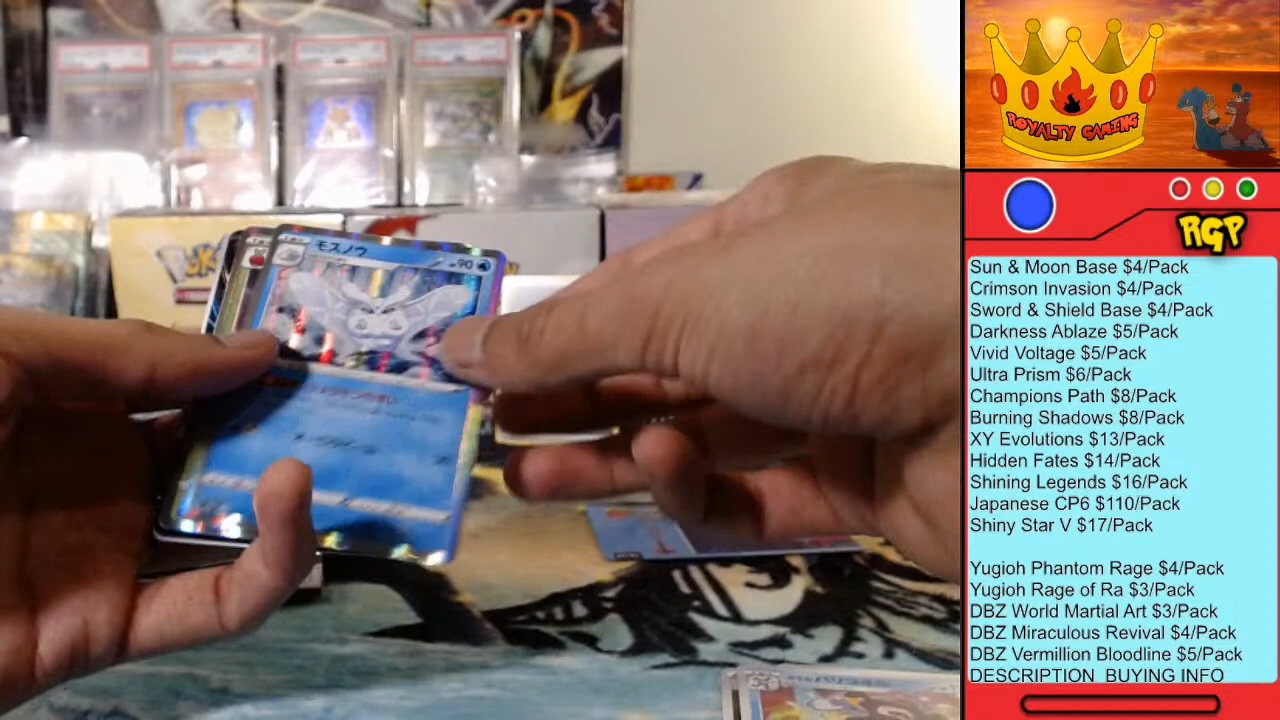 モスノウ
90
ROYALTY GAMING
RGP
Sun & Moon Base $4/Pack
Crimson Invasion $4/Pack
Sword & Shield Base $4/Pack
Darkness Ablaze $5/Pack
Vivid Voltage $5/Pack
Ultra Prism $6/Pack
Champions Path $8/Pack
Burning Shadows $8/Pack
XY Evolutions $13/Pack
Hidden Fates $14/Pack
Shining Legends $16/Pack
Japanese CP6 $110/Pack
Shiny Star V $17/Pack
Yugioh Phantom Rage $4/Pack
Yugioh Rage of Ra $3/Pack
DBZ World Martial Art $3/Pack
DBZ Miraculous Revival $4/Pack
DBZ Vermillion Bloodline $5/Pack
DESCRIPTION BUYING INFO